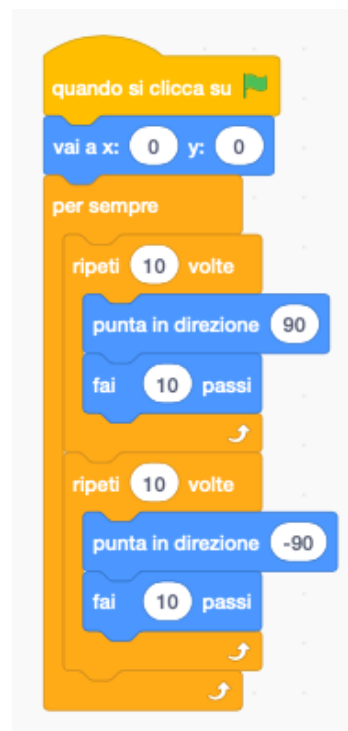 quando si clicca su
vai a x: 0 y: 0
per sempre
ripeti 10 volte
punta in direzione 90
fai 10 passi
ripeti 10 volte
punta in direzione -90
fai 10 passi